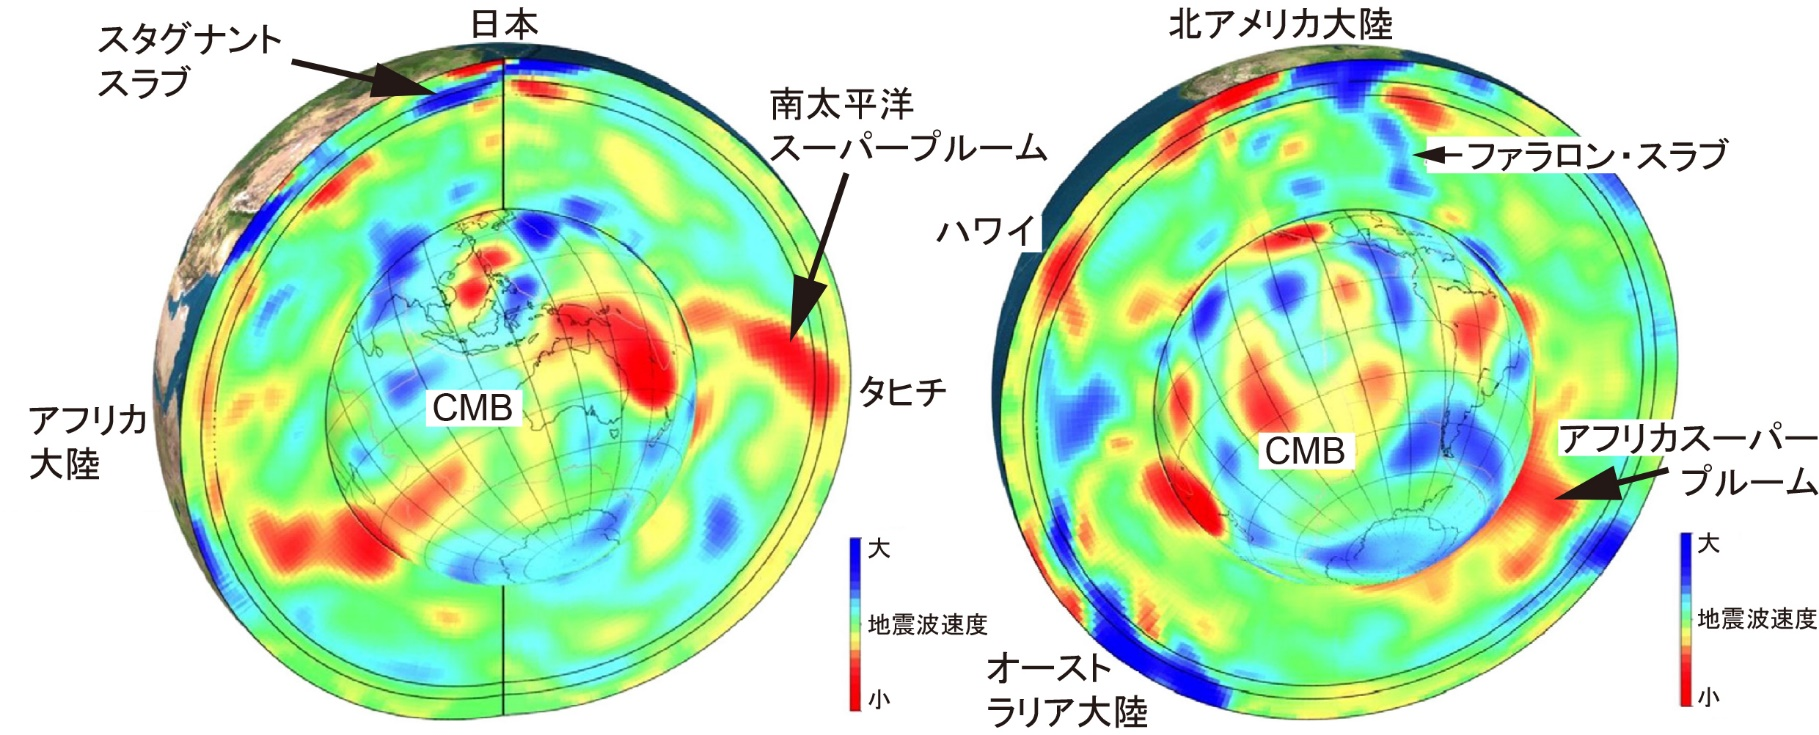 日本
スタグナント
スラブ
南太平洋
スーパープルーム
CMB
タヒチ
アフリカ
大陸
大
地震波速度
小
北アメリカ大陸
ファラロン・スラブ
ハワイ
CMB
アフリカスーパー
プルーム
オースト
ラリア大陸
大
地震波速度
小